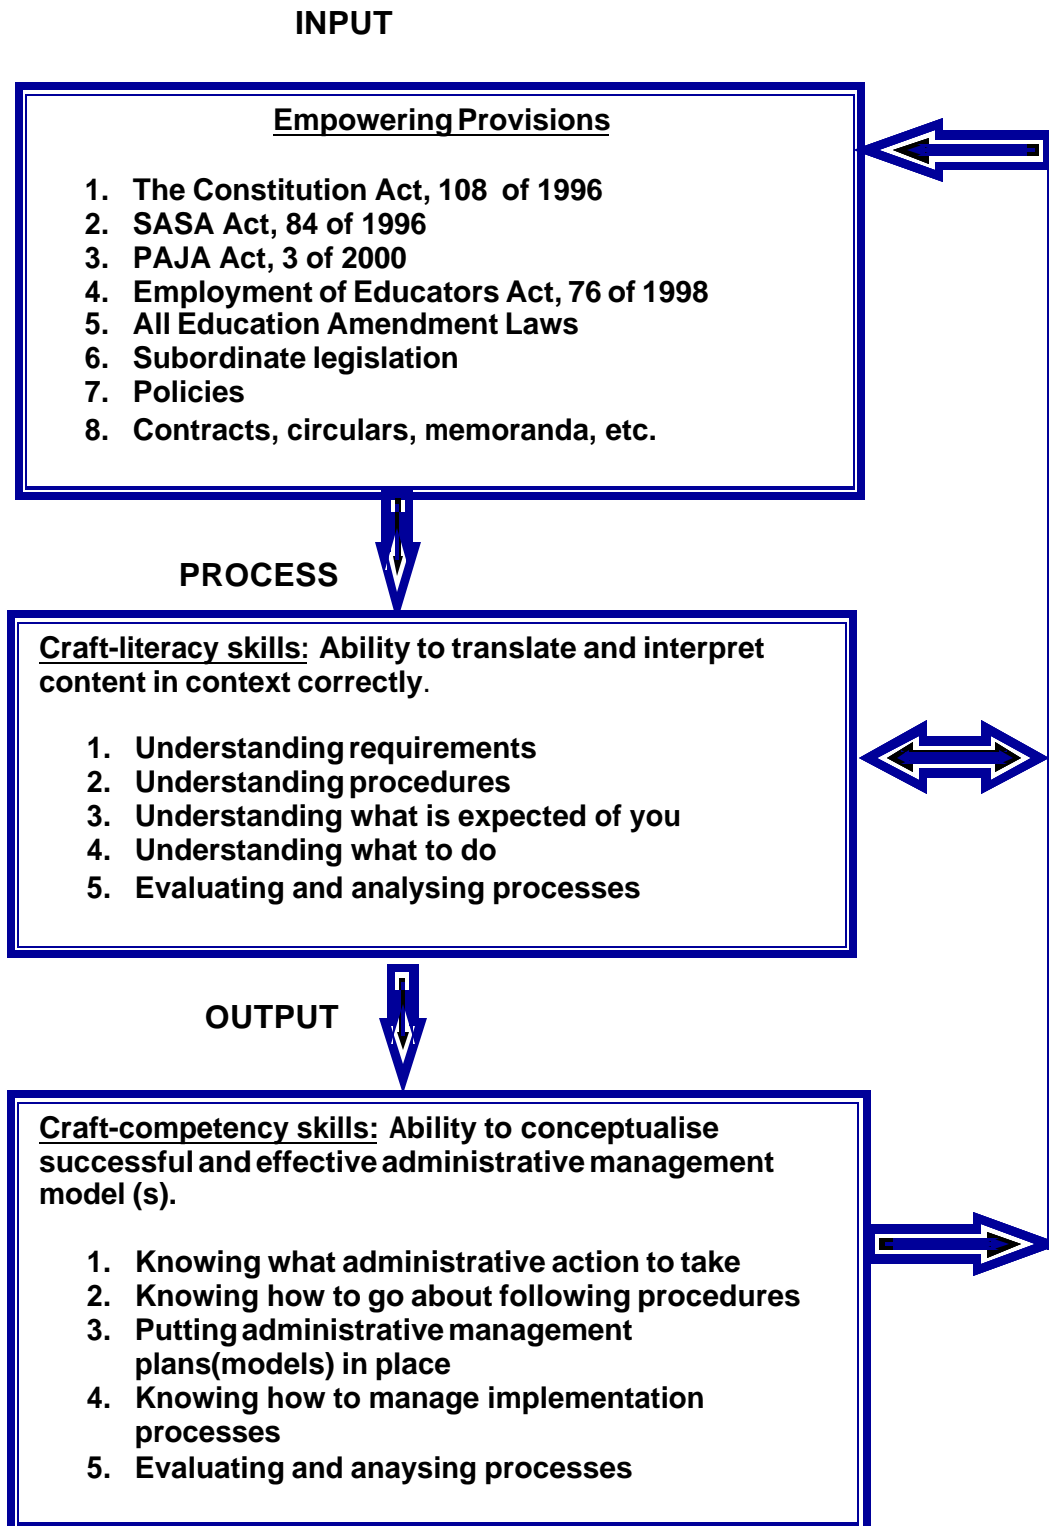 INPUT
Empowering Provisions
1. The Constitution Act, 108 of 1996
2. SASA Act, 84 of 1996
3. PAJA Act, 3 of 2000
4. Employment of Educators Act, 76 of 1998
5. All Education Amendment Laws
6. Subordinate legislation
7. Policies
8. Contracts, circulars, memoranda, etc.
PROCESS
Craft-literacy skills: Ability to translate and interpret
content in context correctly.
1. Understanding requirements
2. Understanding procedures
3. Understanding what is expected of you
4. Understanding what to do
5. Evaluating and analysing processes
OUTPUT
Craft-competency skills: Ability to conceptualise
successful and effective administrative management
model (s).
1. Knowing what administrative action to take
2. Knowing how to go about following procedures
3. Putting administrative management
plans(models) in place
4. Knowing how to manage implementation
processes
5. Evaluating and anaysing processes